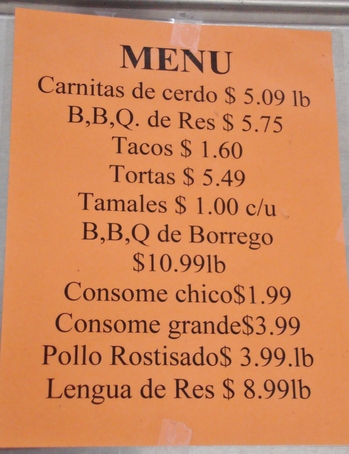 MENU
Carnitas de cerdo $ 5.09 lb
B,B,Q. de Res $ 5.75
Tacos $ 1.60
Tortas $ 5.49
Tamales $ 1.00 c/u
B,B,Q de Borrego
$10.99lb
Consome chico$1.99
Consome grande$3.99
Pollo Rostisado$ 3.99.lb
Lengua de Res $ 8.99lb